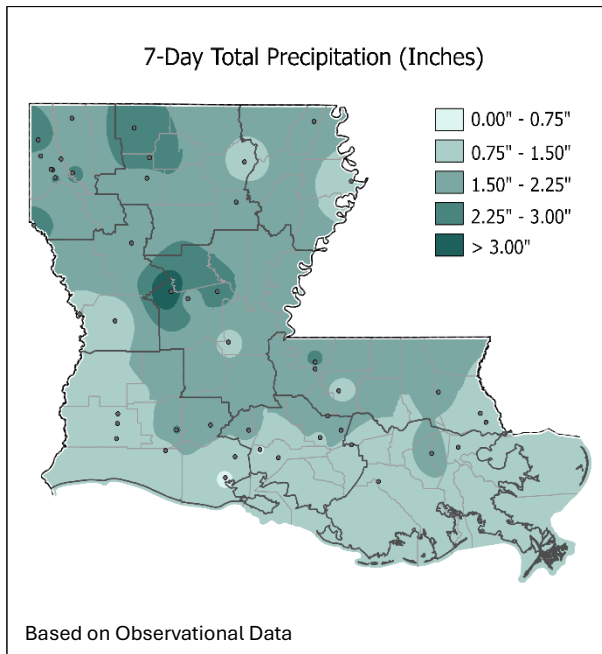 7-Day Total Precipitation (Inches)
0.00" - 0.75"
0.75" - 1.50"
1.50" - 2.25"
2.25" - 3.00"
> 3.00"
Based on Observational Data